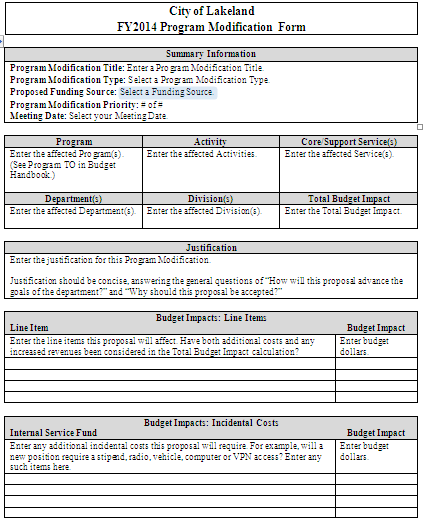 City of Lakeland
FY2014 Program Modification Form
Summary Information
Program Modification Title: Enter a Program Modification Title.
Program Modification Type: Select a Program Modification Type.
Proposed Funding Source: Select a Funding Source.
Program Modification Priority: # of #
Meeting Date: Select your Meeting Date.
Program Activity Core/Support Service(s)
Enter the affected Program(s). Enter the affected Activities. Enter the affected Service(s).
(See Program TO in Budget
Handbook.)
Department(s) Division(s) Total Budget Impact
Enter the affected Department(s). Enter the affected Division(s). Enter the Total Budget Impact.
Justification
Enter the justification for this Program Modification.
Justification should be concise, answering the general questions of “How will this proposal advance the
goals of the department?” and “Why should this proposal be accepted?”
Budget Impacts: Line Items
Line Item Budget Impact
Enter the line items this proposal will affect. Have both additional costs and any Enter budget
increased revenues been considered in the Total Budget Impact calculation? dollars.
Budget Impacts: Incidental Costs
Internal Service Fund Budget Impact
Enter any additional incidental costs this proposal will require. For example, will a Enter budget
new position require a stipend, radio, vehicle, computer or VPN access? Enter any dollars.
such items here.